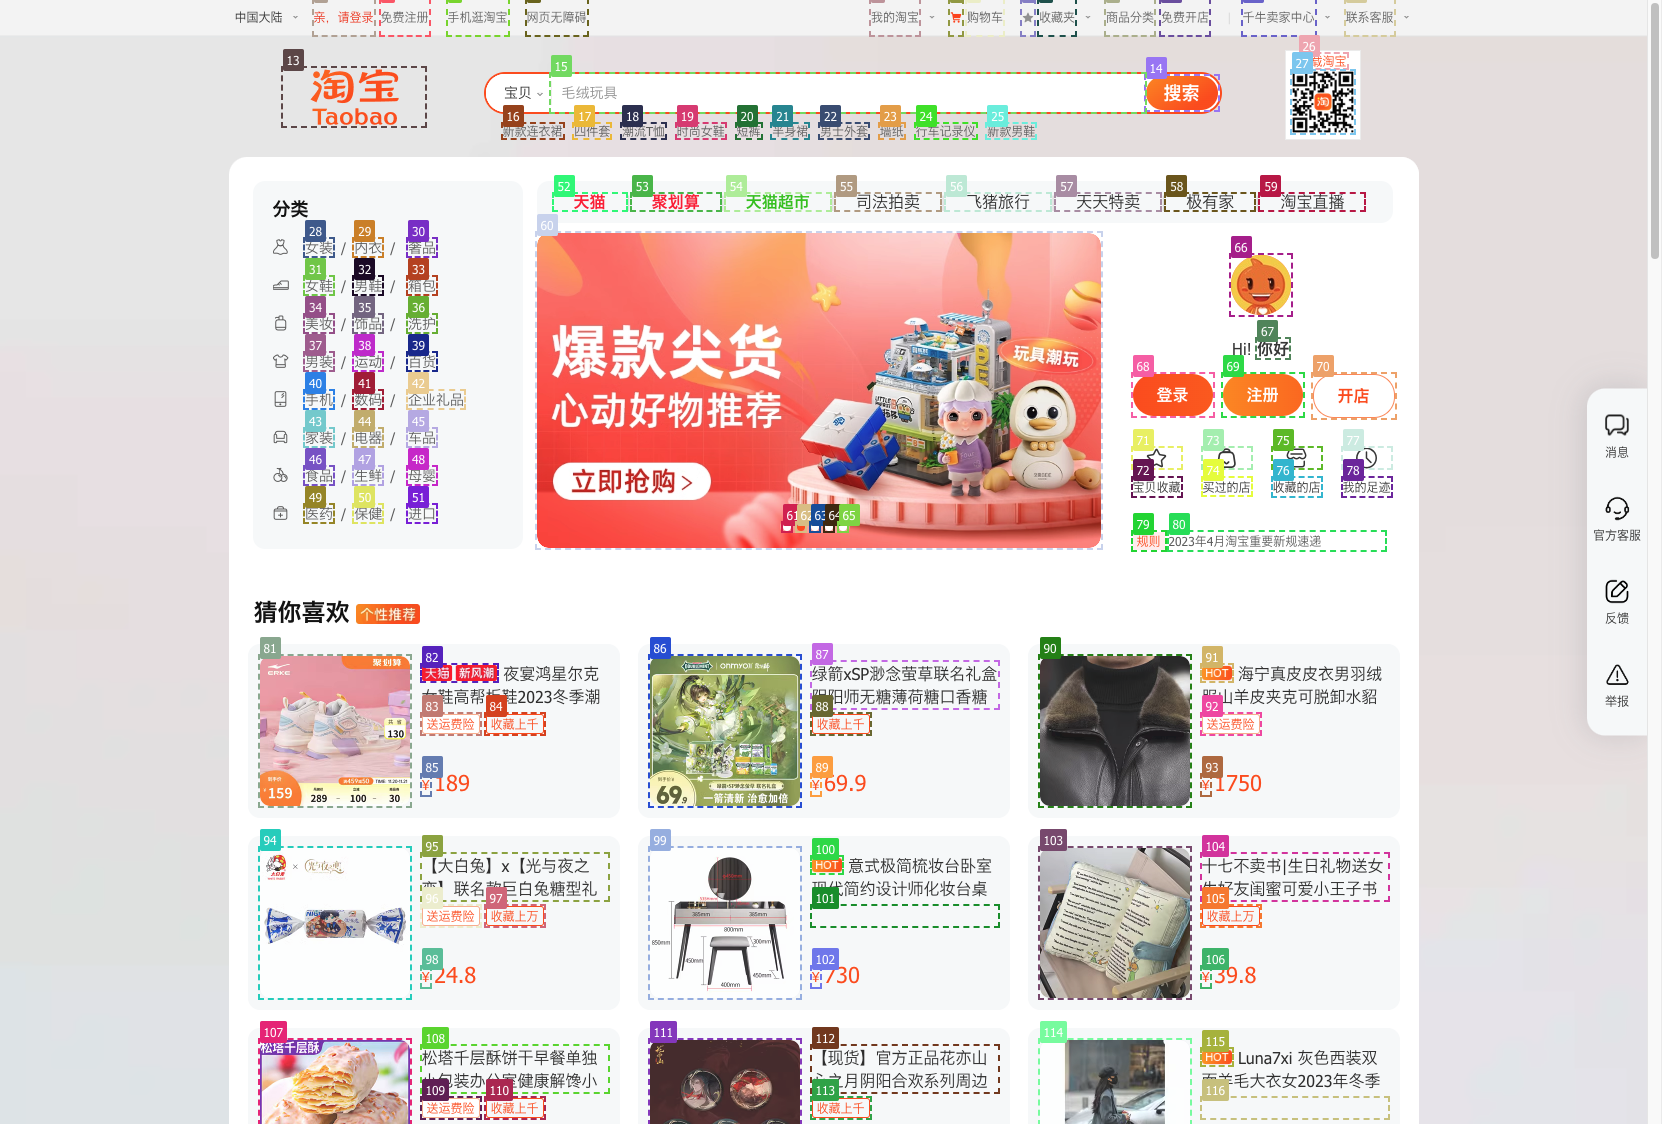 中国大陆 亲，请登录 免费注册 手机逛淘宝 网页无障碍 我的淘宝 购物车 收藏夹 商品分类 免费开店 千牛卖家中心 联系客服
13 淘宝 Taobao
15 14
宝贝 毛绒玩具 搜索
26
27 藏淘宝
16 17 18 19 20 21 22 23 24 25
新款连衣裙 四件套 潮流T恤 时尚女鞋 短裤 半身裙 男士外套 墙纸 行车记录仪 新款男鞋
分类
28 29 30
女装 / 内衣 / 奢品
31 32 33
女鞋 / 男鞋 / 箱包
34 35 36
美妆 / 饰品 / 洗护
37 38 39
男装 / 运动 / 百货
40 41 42
手机 / 数码 / 企业礼品
43 44 45
家装 / 电器 / 车品
46 47 48
食品 / 生鲜 / 母婴
49 50 51
医药 / 保健 / 进口
52 53 54 55 56 57 58 59
天猫 聚划算 天猫超市 司法拍卖 飞猪旅行 天天特卖 极有家 淘宝直播
60
爆款尖货
心动好物推荐
立即抢购 >
玩具潮玩
61 62 63 64 65
66
67
Hi! 你好
68 69 70
登录 注册 开店
71 73 75 77
72 74 76 78
宝贝收藏 买过的店 收藏的店 我的足迹
79 80
规则 2023年4月淘宝重要新规速递
消息
官方客服
反馈
举报
猜你喜欢 个性推荐
81 82
聚划算
ERKE
130
159 289 100 30
天猫 新风潮 夜宴鸿星尔克
女鞋高帮板鞋2023冬季潮
83 84
送运费险 收藏上千
85
¥189
86 87
onmyoji
69.9
一箭清新 治愈加倍
绿箭xSP渺念萤草联名礼盒
阴阳师无糖薄荷糖口香糖
88
收藏上千
89
¥69.9
90 91
HOT 海宁真皮皮衣男羽绒
服山羊皮夹克可脱卸水貂
92
送运费险
93
¥1750
94 95
【大白兔】x【光与夜之
恋】联名款巨白兔糖型礼
96 97
送运费险 收藏上万
98
¥24.8
99 100
385mm 385mm
800mm
850mm 300mm
450mm 450mm
400mm
HOT 意式极简梳妆台卧室
现代简约设计师化妆台桌
101
102
¥730
103 104
十七不卖书|生日礼物送女
生好友闺蜜可爱小王子书
105
收藏上万
106
¥39.8
107 108
松塔千层酥
松塔千层酥饼干早餐单独
小包装办公室健康解馋小
109 110
送运费险 收藏上千
111 112
【现货】官方正品花亦山
心之月阴阳合欢系列周边
113
收藏上千
114 115
HOT Luna7xi 灰色西装双
面羊毛大衣女2023年冬季
116